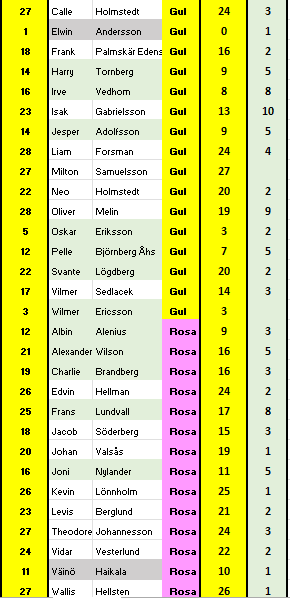 27 Calle Holmstedt Gul 24 3
1 Elwin Andersson Gul 0 1
18 Frank Palmskär Edens Gul 16 2
14 Harry Tornberg Gul 9 5
16 Irve Vedhorn Gul 8 8
23 Isak Gabrielsson Gul 13 10
14 Jesper Adolfsson Gul 9 5
28 Liam Forsman Gul 24 4
27 Milton Samuelsson Gul 27
22 Neo Holmstedt Gul 20 2
28 Oliver Melin Gul 19 9
5 Oskar Eriksson Gul 3 2
12 Pelle Björnberg Åhs Gul 7 5
22 Svante Lögdberg Gul 20 2
17 Vilmer Sedlacek Gul 14 3
3 Wilmer Ericsson Gul 3
12 Albin Alenius Rosa 9 3
21 Alexander Wilson Rosa 16 5
19 Charlie Brandberg Rosa 16 3
26 Edvin Hellman Rosa 24 2
25 Frans Lundvall Rosa 17 8
18 Jacob Söderberg Rosa 15 3
20 Johan Valsås Rosa 19 1
16 Joni Nylander Rosa 11 5
26 Kevin Lönnholm Rosa 25 1
23 Levis Berglund Rosa 21 2
27 Theodore Johannesson Rosa 24 3
24 Vidar Vesterlund Rosa 22 2
11 Väinö Haikala Rosa 10 1
27 Wallis Hellsten Rosa 26 1